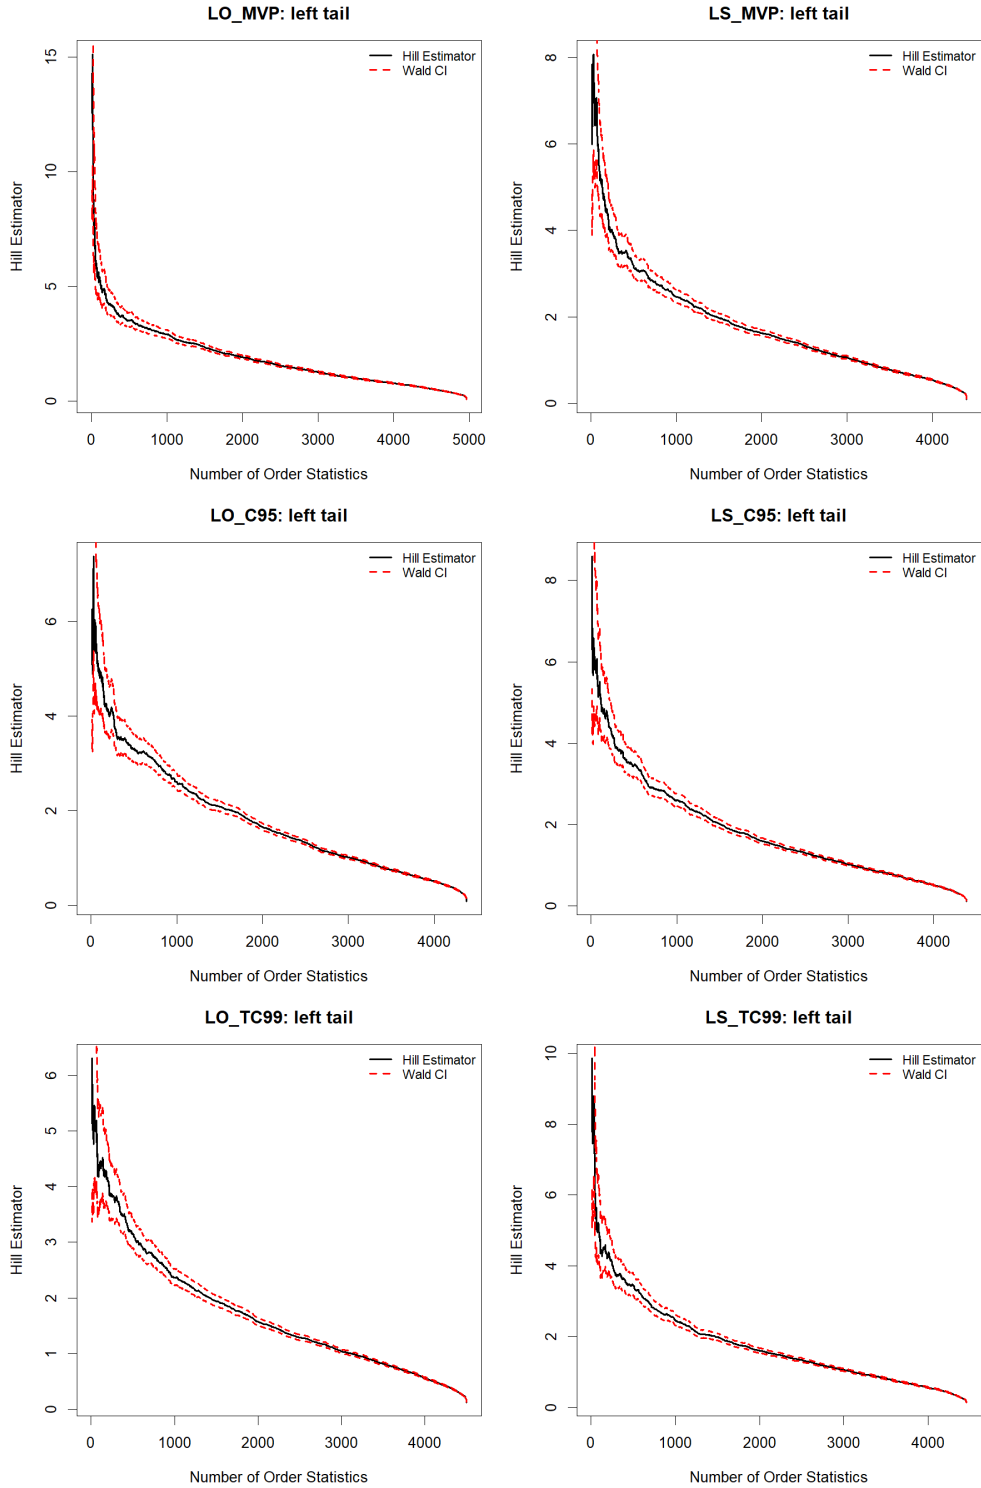 LO_MVP: left tail
Hill Estimator
Wald CI
15
10
5
0
Hill Estimator
0 1000 2000 3000 4000 5000
Number of Order Statistics
LS_MVP: left tail
Hill Estimator
Wald CI
8
6
4
2
0
Hill Estimator
0 1000 2000 3000 4000
Number of Order Statistics
LO_C95: left tail
Hill Estimator
Wald CI
6
4
2
0
Hill Estimator
0 1000 2000 3000 4000
Number of Order Statistics
LS_C95: left tail
Hill Estimator
Wald CI
8
6
4
2
0
Hill Estimator
0 1000 2000 3000 4000
Number of Order Statistics
LO_TC99: left tail
Hill Estimator
Wald CI
6
5
4
3
2
1
0
Hill Estimator
0 1000 2000 3000 4000
Number of Order Statistics
LS_TC99: left tail
Hill Estimator
Wald CI
10
8
6
4
2
0
Hill Estimator
0 1000 2000 3000 4000
Number of Order Statistics